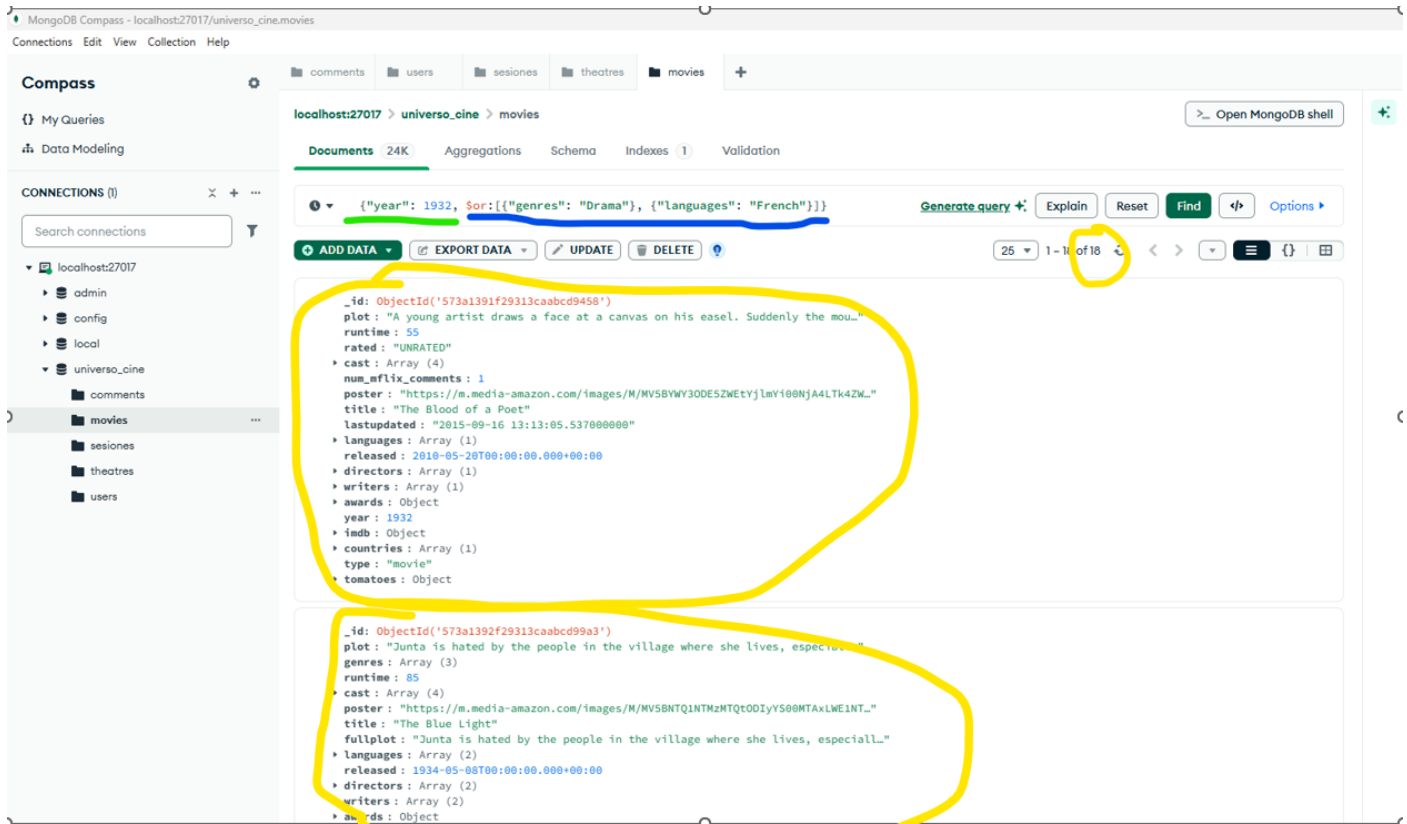 MongoDB Compass - localhost:27017/universo_cine.movies
Connections Edit View Collection Help
Compass
My Queries
Data Modeling
CONNECTIONS (1)
Search connections
localhost:27017
admin
config
local
universo_cine
comments
movies
sesiones
theatres
users
comments users sesiones theatres movies
localhost:27017 > universo_cine > movies
>_ Open MongoDB shell
Documents 24K Aggregations Schema Indexes 1 Validation
{"year": 1932, $or:[{"genres": "Drama"}, {"languages": "French"}]}
Generate query Explain Reset Find </> Options
ADD DATA EXPORT DATA UPDATE DELETE
25 1 – 18 of 18
_id: ObjectId('573a1391f29313caabcd9458')
plot : "A young artist draws a face at a canvas on his easel. Suddenly the mou…"
runtime : 55
rated : "UNRATED"
cast : Array (4)
num_mflix_comments : 1
poster : "https://m.media-amazon.com/images/M/MV5BYWY3ODE5ZWEtYjlmYi00NjA4LTk4ZW…"
title : "The Blood of a Poet"
lastupdated : "2015-09-16 13:13:05.537000000"
languages : Array (1)
released : 2010-05-20T00:00:00.000+00:00
directors : Array (1)
writers : Array (1)
awards : Object
year : 1932
imdb : Object
countries : Array (1)
type : "movie"
tomatoes : Object
_id: ObjectId('573a1392f29313caabcd99a3')
plot : "Junta is hated by the people in the village where she lives,
genres : Array (3)
runtime : 85
cast : Array (4)
poster : "https://m.media-amazon.com/images/M/MV5BNTQ1NTMzMTQtODIyYS00MTAxLWE1NT…"
title : "The Blue Light"
fullplot : "Junta is hated by the people in the village where she lives, especiall…"
languages : Array (2)
released : 1934-05-08T00:00:00.000+00:00
directors : Array (2)
writers : Array (2)
awards : Object